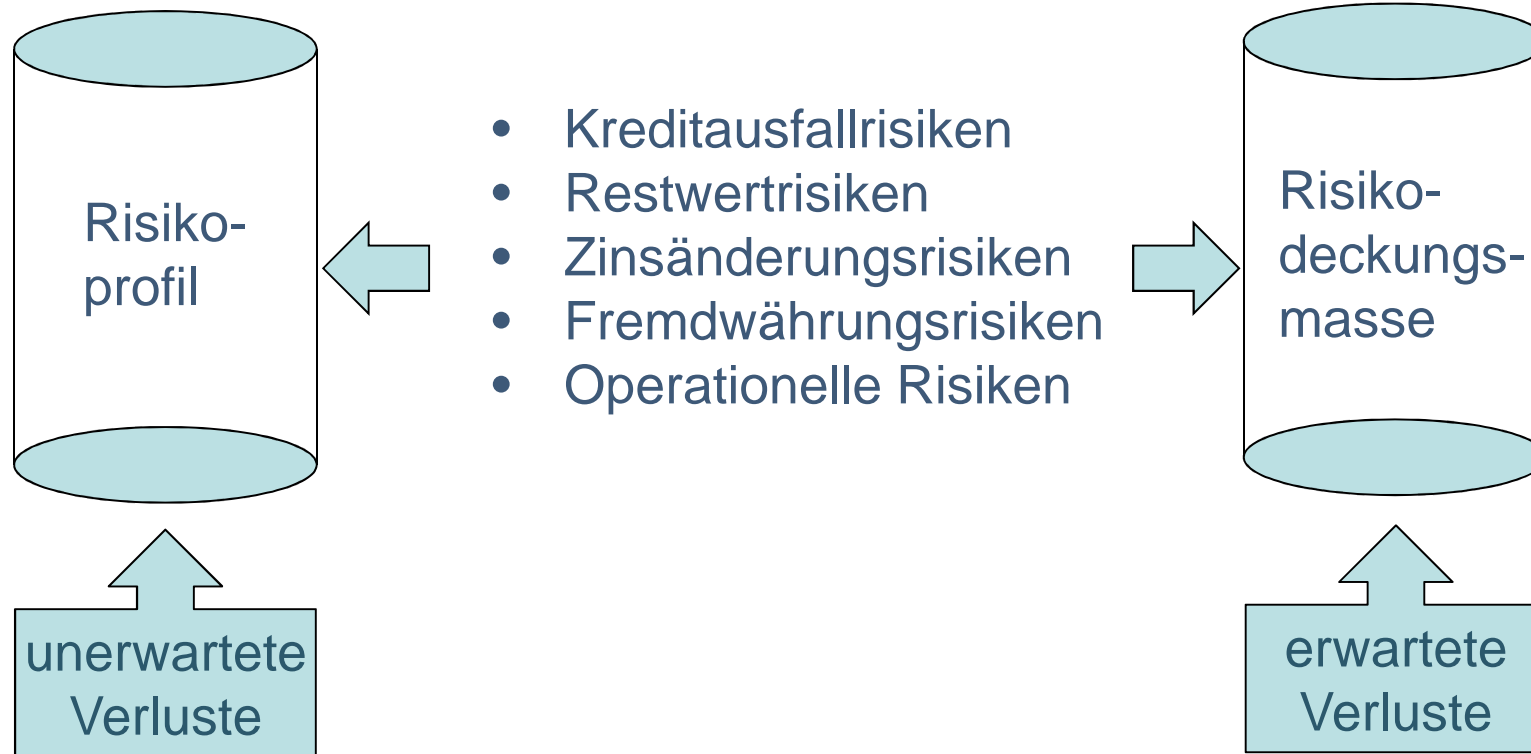 Risiko-
profil
• Kreditausfallrisiken
• Restwertrisiken
• Zinsänderungsrisiken
• Fremdwährungsrisiken
• Operationelle Risiken
Risiko-
deckungs-
masse
unerwartete
Verluste
erwartete
Verluste